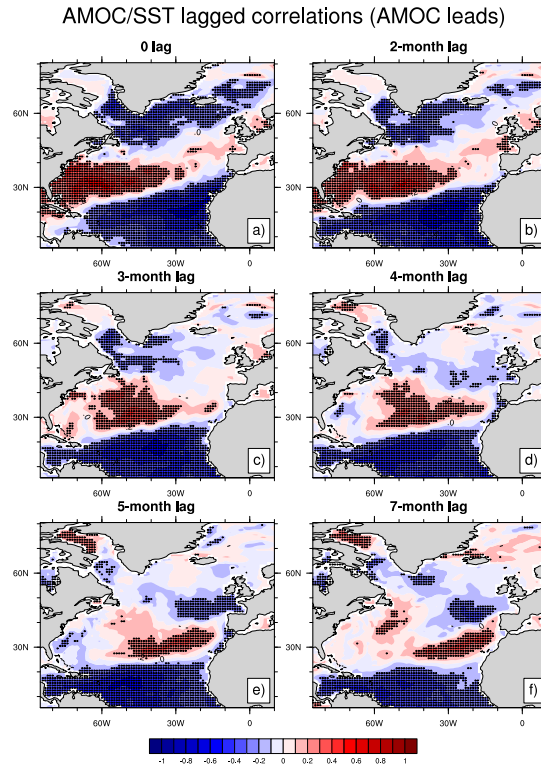 AMOC/SST lagged correlations (AMOC leads)
0 lag
2-month lag
60N
30N
a)
60W
30W
0
60N
30N
b)
60W
30W
0
3-month lag
4-month lag
60N
30N
c)
60W
30W
0
60N
30N
d)
60W
30W
0
5-month lag
7-month lag
60N
30N
e)
60W
30W
0
60N
30N
f)
60W
30W
0
-1 -0.8 -0.6 -0.4 -0.2 0 0.2 0.4 0.6 0.8 1